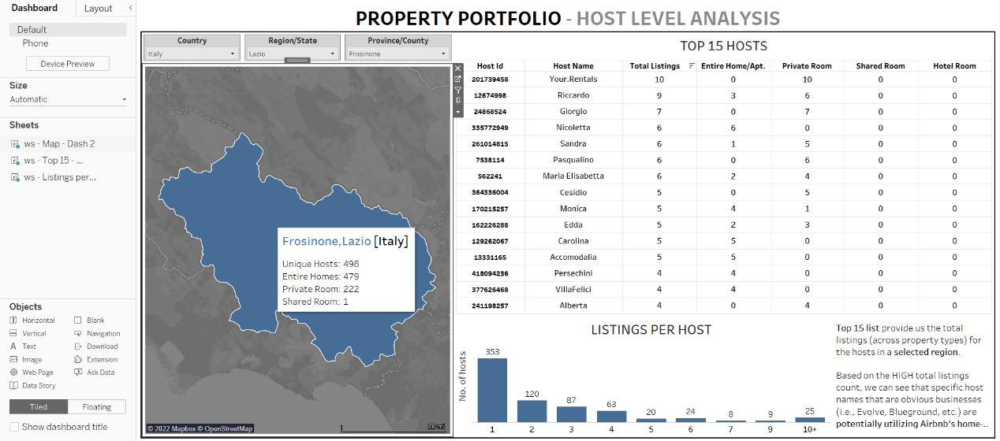 Dashboard Layout
PROPERTY PORTFOLIO - HOST LEVEL ANALYSIS
Default
Phone
Device Preview
Size
Automatic
Sheets
ws - Map - Dash 2
ws - Top 15 - ...
ws - Listings per...
Objects
Horizontal Blank
Vertical Navigation
Text Download
Image Extension
Web Page Ask Data
Data Story
Tiled Floating
Show dashboard title
Country Region/State Province/County
Italy Lazio Frosinone
Frosinone,Lazio [Italy]
Unique Hosts: 498
Entire Homes: 479
Private Room: 222
Shared Room: 1
© 2022 Mapbox © OpenStreetMap
20 mi
TOP 15 HOSTS
Host Id Host Name Total Listings Entire Home/Apt. Private Room Shared Room Hotel Room
201739458 Your.Rentals 10 0 10 0 0
12674998 Riccardo 9 3 6 0 0
24868524 Giorgio 7 0 7 0 0
335772949 Nicoletta 6 6 0 0 0
261014815 Sandra 6 1 5 0 0
7538114 Pasqualino 6 0 6 0 0
562241 Maria Elisabetta 6 2 4 0 0
364336004 Cesidio 5 0 5 0 0
170215257 Monica 5 4 1 0 0
162226288 Edda 5 2 3 0 0
129262067 Carolina 5 5 0 0 0
13331165 Accomodalia 5 5 0 0 0
418094236 Persechini 4 4 0 0 0
377626468 VillaFelici 4 4 0 0 0
241198257 Alberta 4 0 4 0 0
LISTINGS PER HOST
No. of hosts
353 120 87 63 20 24 8 9 25
1 2 3 4 5 6 7 9 10+
Top 15 list provide us the total
listings (across property types) for
the hosts in a selected region.
Based on the HIGH total listings
count, we can see that specific host
names that are obvious businesses
(i.e., Evolve, Blueground, etc.) are
potentially utilizing Airbnb's home-..